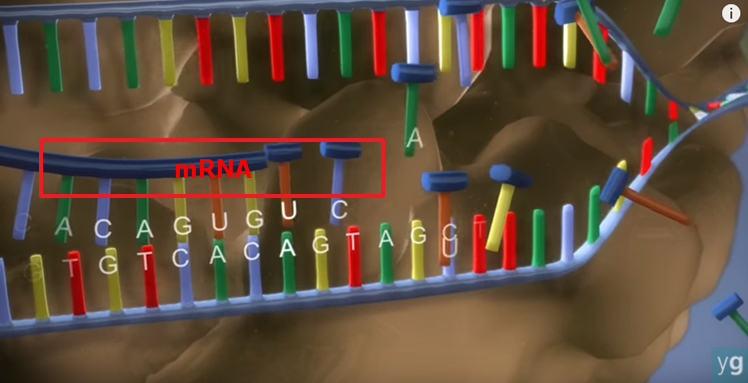 i
A
mRNA
C A C A G U G U C
G T G T C A C A G T A G C T
U
yg